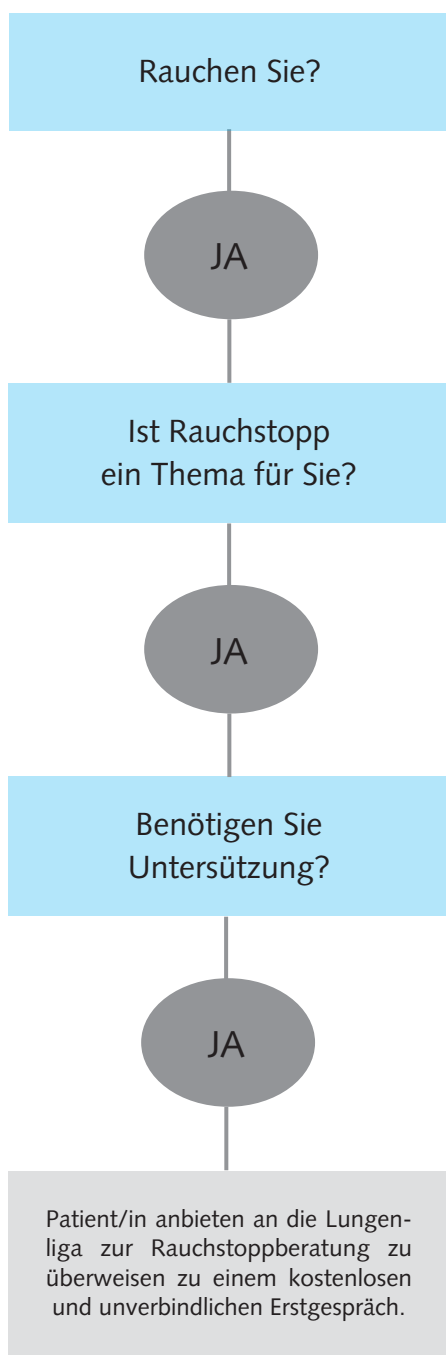 Rauchen Sie?
JA
Ist Rauchstopp
ein Thema für Sie?
JA
Benötigen Sie
Untersützung?
JA
Patient/in anbieten an die Lungen-
liga zur Rauchstoppberatung zu
überweisen zu einem kostenlosen
und unverbindlichen Erstgespräch.